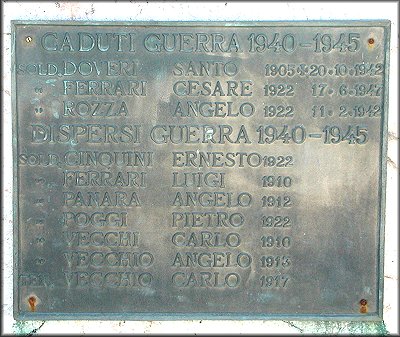 CADUTI GUERRA 1940-1945
SOLD. DOVERI SANTO 1905 + 20-10-1942
" FERRARI CESARE 1922 17-6-1947
" ROZZA ANGELO 1922 11-2-1942
DISPERSI GUERRA 1940-1945
SOLD. CINQUINI ERNESTO 1922
" FERRARI LUIGI 1910
" PANARA ANGELO 1912
" POGGI PIETRO 1922
" VECCHI CARLO 1910
" VECCHIO ANGELO 1913
VECCHIO CARLO 1917